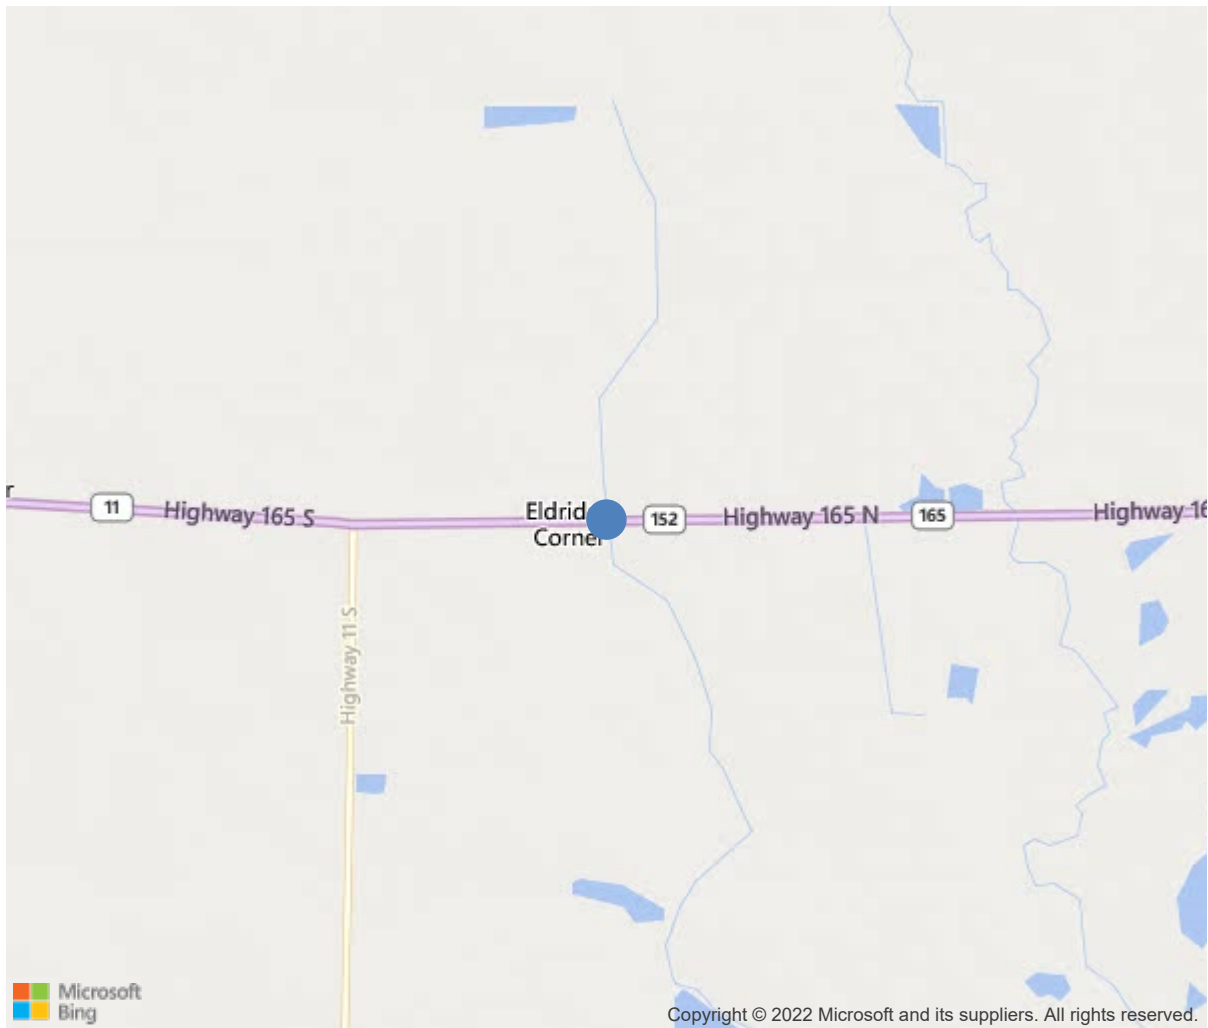 r
11
Highway 165 S
Eldrid
Corner
152
Highway 165 N
165
Highway 16
Highway 11 S
Microsoft
Bing
Copyright © 2022 Microsoft and its suppliers. All rights reserved.